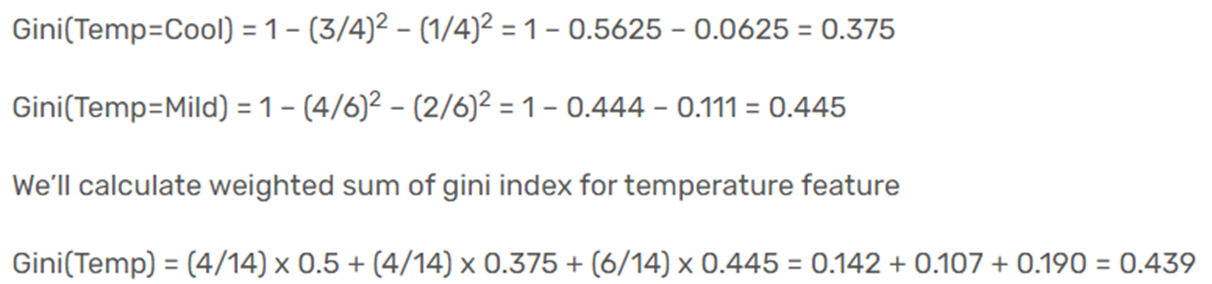 Gini(Temp=Cool) = 1 – (3/4)² – (1/4)² = 1 – 0.5625 – 0.0625 = 0.375
Gini(Temp=Mild) = 1 – (4/6)² – (2/6)² = 1 – 0.444 – 0.111 = 0.445
We’ll calculate weighted sum of gini index for temperature feature
Gini(Temp) = (4/14) x 0.5 + (4/14) x 0.375 + (6/14) x 0.445 = 0.142 + 0.107 + 0.190 = 0.439